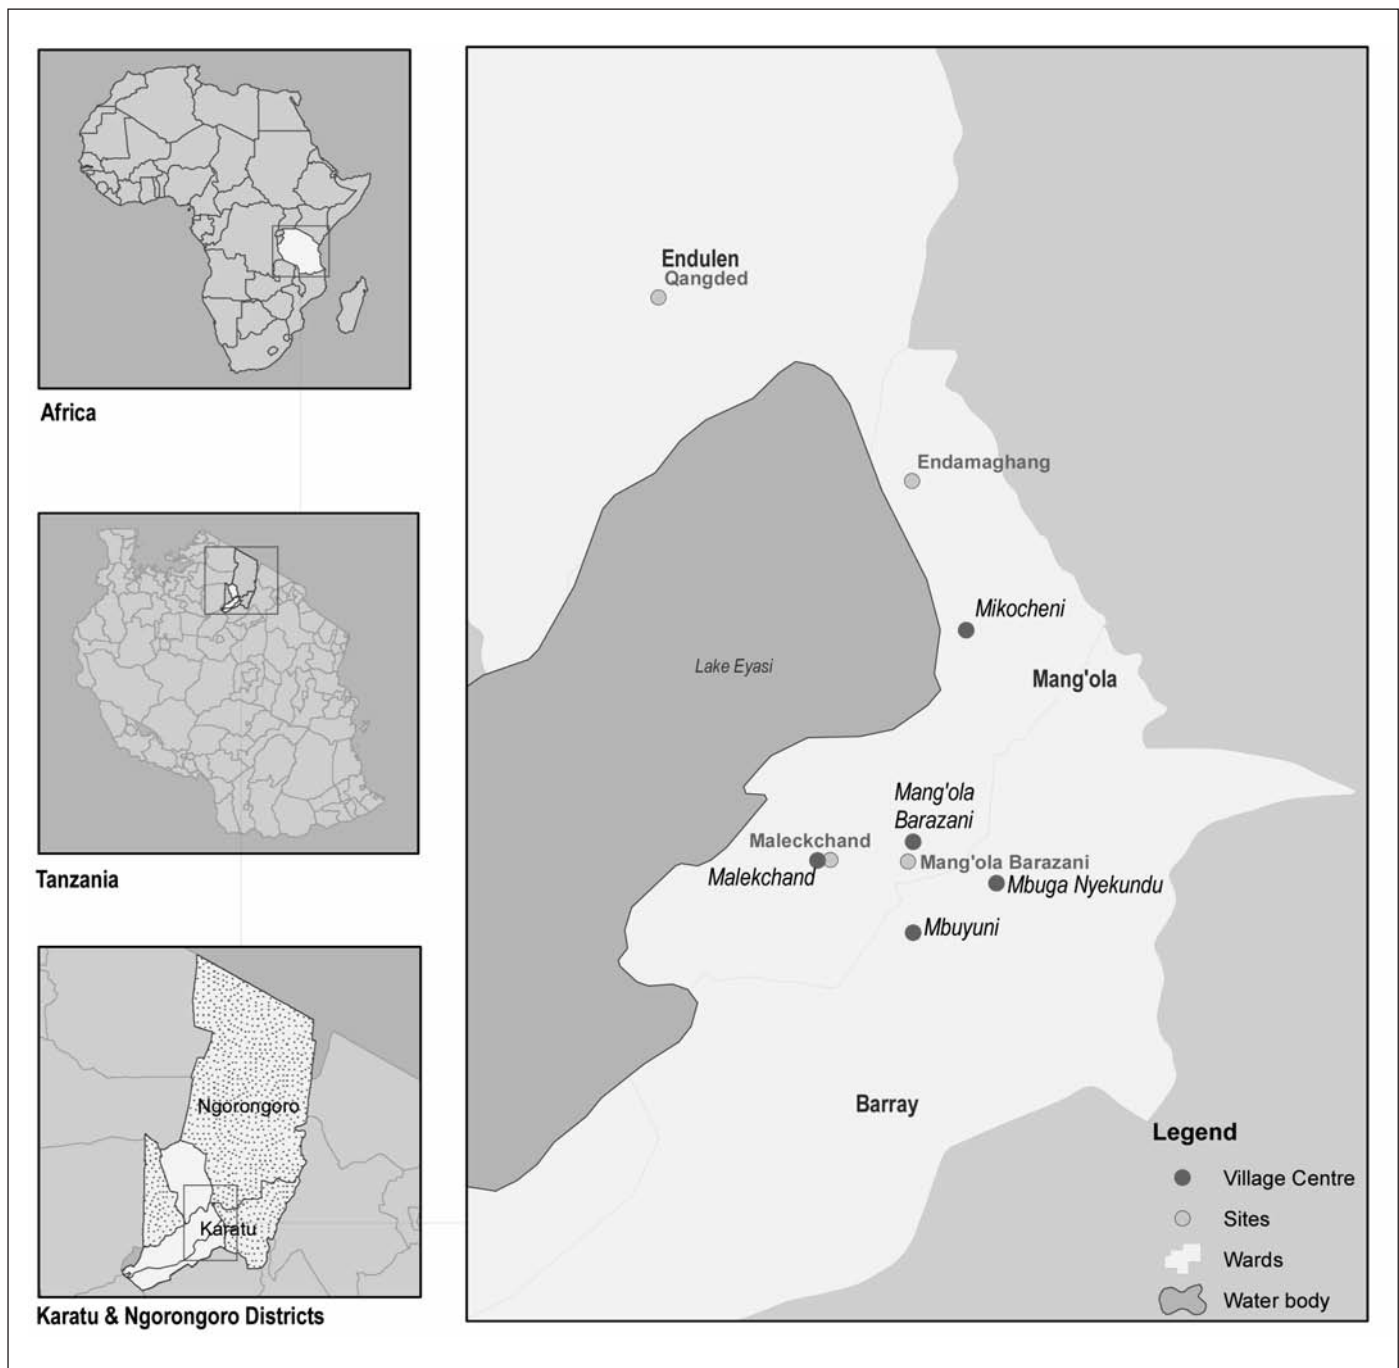 Africa
Tanzania
Ngorongoro
Karatu
Karatu & Ngorongoro Districts
Endulen
Qangded
Endamaghang
Mikocheni
Lake Eyasi
Mang'ola
Mang'ola
Barazani
Maleckchand
Malekchand
Mang'ola Barazani
Mbuga Nyekundu
Mbuyuni
Barray
Legend
Village Centre
Sites
Wards
Water body